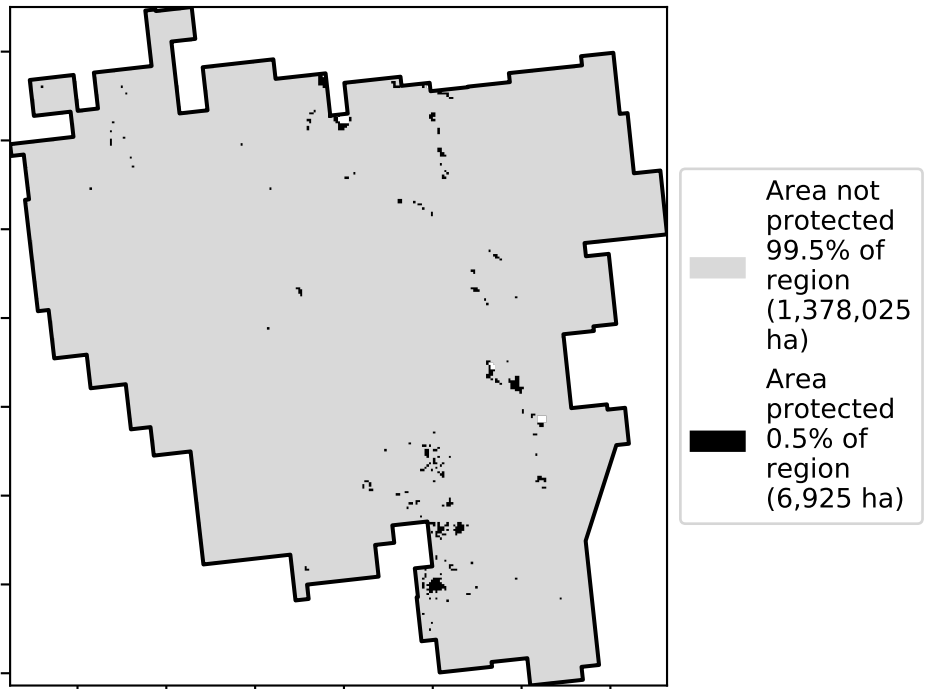 Area not
protected
99.5% of
region
(1,378,025
ha)
Area
protected
0.5% of
region
(6,925 ha)